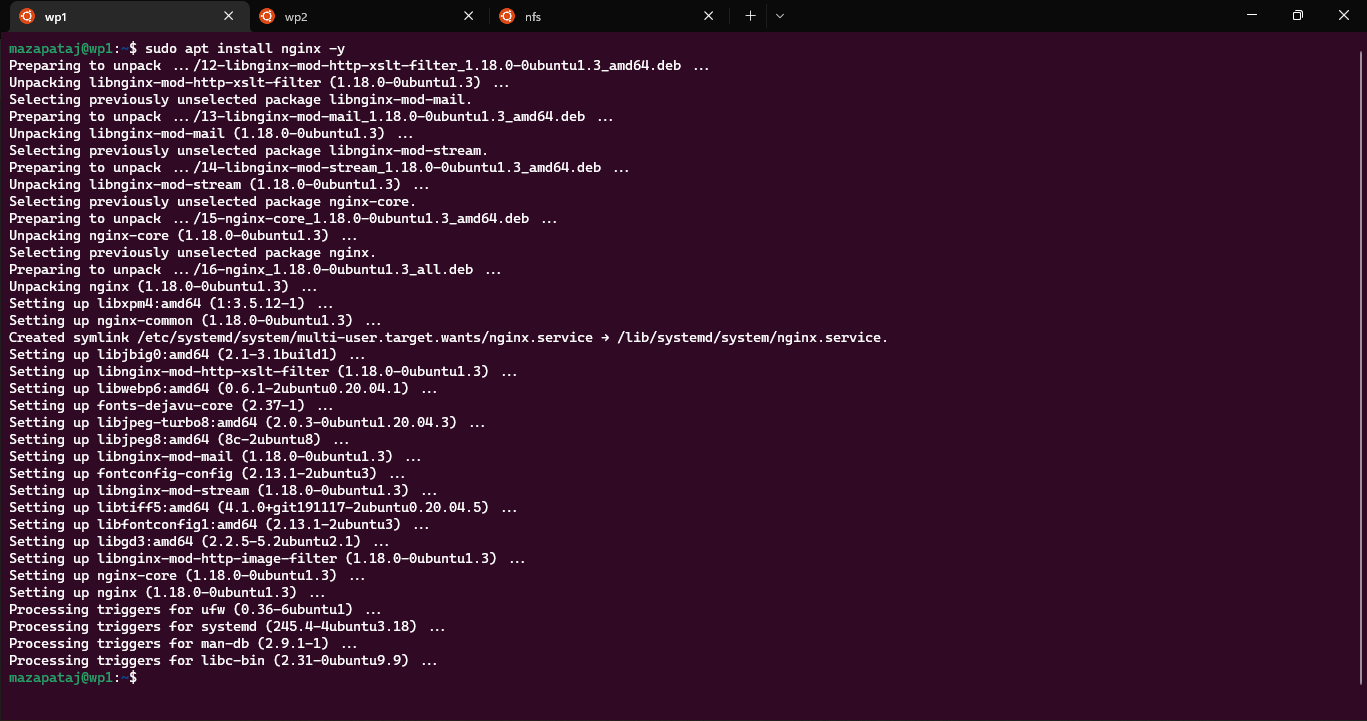 wp1
wp2
nfs
mazapataj@wp1:~$ sudo apt install nginx -y
Preparing to unpack .../12-libnginx-mod-http-xslt-filter_1.18.0-0ubuntu1.3_amd64.deb ...
Unpacking libnginx-mod-http-xslt-filter (1.18.0-0ubuntu1.3) ...
Selecting previously unselected package libnginx-mod-mail.
Preparing to unpack .../13-libnginx-mod-mail_1.18.0-0ubuntu1.3_amd64.deb ...
Unpacking libnginx-mod-mail (1.18.0-0ubuntu1.3) ...
Selecting previously unselected package libnginx-mod-stream.
Preparing to unpack .../14-libnginx-mod-stream_1.18.0-0ubuntu1.3_amd64.deb ...
Unpacking libnginx-mod-stream (1.18.0-0ubuntu1.3) ...
Selecting previously unselected package nginx-core.
Preparing to unpack .../15-nginx-core_1.18.0-0ubuntu1.3_amd64.deb ...
Unpacking nginx-core (1.18.0-0ubuntu1.3) ...
Selecting previously unselected package nginx.
Preparing to unpack .../16-nginx_1.18.0-0ubuntu1.3_all.deb ...
Unpacking nginx (1.18.0-0ubuntu1.3) ...
Setting up libxpm4:amd64 (1:3.5.12-1) ...
Setting up nginx-common (1.18.0-0ubuntu1.3) ...
Created symlink /etc/systemd/system/multi-user.target.wants/nginx.service → /lib/systemd/system/nginx.service.
Setting up libjbig0:amd64 (2.1-3.1build1) ...
Setting up libnginx-mod-http-xslt-filter (1.18.0-0ubuntu1.3) ...
Setting up libwebp6:amd64 (0.6.1-2ubuntu0.20.04.1) ...
Setting up fonts-dejavu-core (2.37-1) ...
Setting up libjpeg-turbo8:amd64 (2.0.3-0ubuntu1.20.04.3) ...
Setting up libjpeg8:amd64 (8c-2ubuntu8) ...
Setting up libnginx-mod-mail (1.18.0-0ubuntu1.3) ...
Setting up fontconfig-config (2.13.1-2ubuntu3) ...
Setting up libnginx-mod-stream (1.18.0-0ubuntu1.3) ...
Setting up libtiff5:amd64 (4.1.0+git191117-2ubuntu0.20.04.5) ...
Setting up libfontconfig1:amd64 (2.13.1-2ubuntu3) ...
Setting up libgd3:amd64 (2.2.5-5.2ubuntu2.1) ...
Setting up libnginx-mod-http-image-filter (1.18.0-0ubuntu1.3) ...
Setting up nginx-core (1.18.0-0ubuntu1.3) ...
Setting up nginx (1.18.0-0ubuntu1.3) ...
Processing triggers for ufw (0.36-6ubuntu1) ...
Processing triggers for systemd (245.4-4ubuntu3.18) ...
Processing triggers for man-db (2.9.1-1) ...
Processing triggers for libc-bin (2.31-0ubuntu9.9) ...
mazapataj@wp1:~$